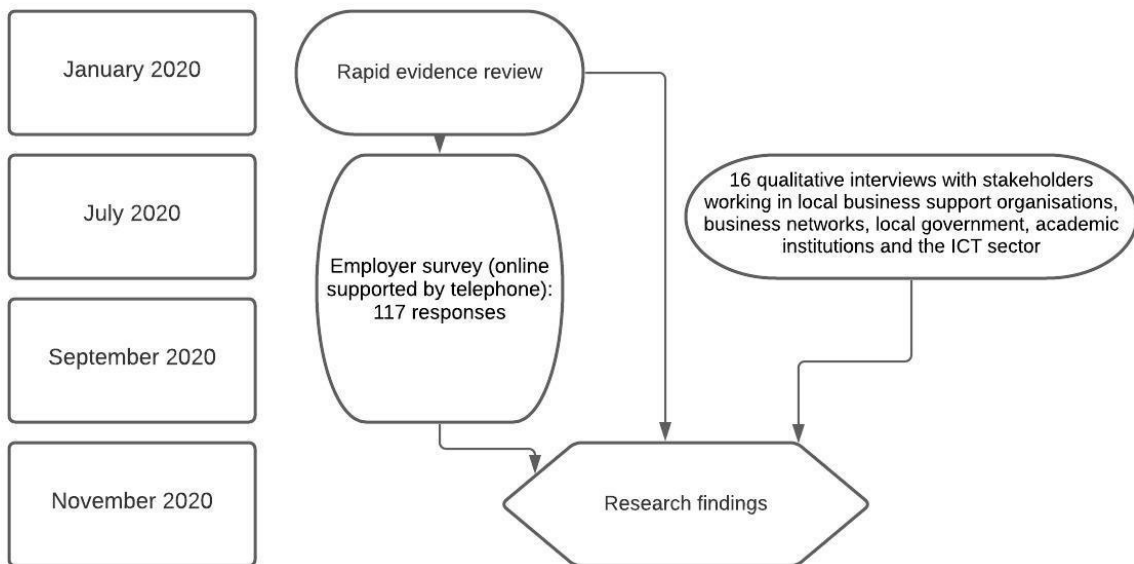 January 2020
Rapid evidence review
July 2020
16 qualitative interviews with stakeholders
working in local business support organisations,
business networks, local government, academic
institutions and the ICT sector
Employer survey (online
supported by telephone):
117 responses
September 2020
November 2020
Research findings